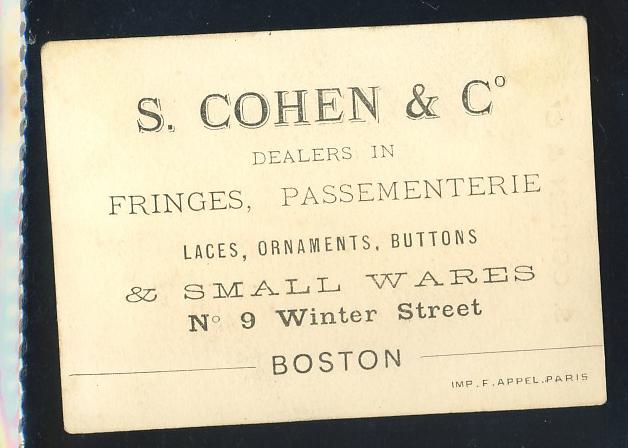 S. COHEN & Cº
DEALERS IN
FRINGES, PASSEMENTERIE
LACES, ORNAMENTS, BUTTONS
& SMALL WARES
Nº 9 Winter Street
BOSTON
IMP. F. APPEL. PARIS